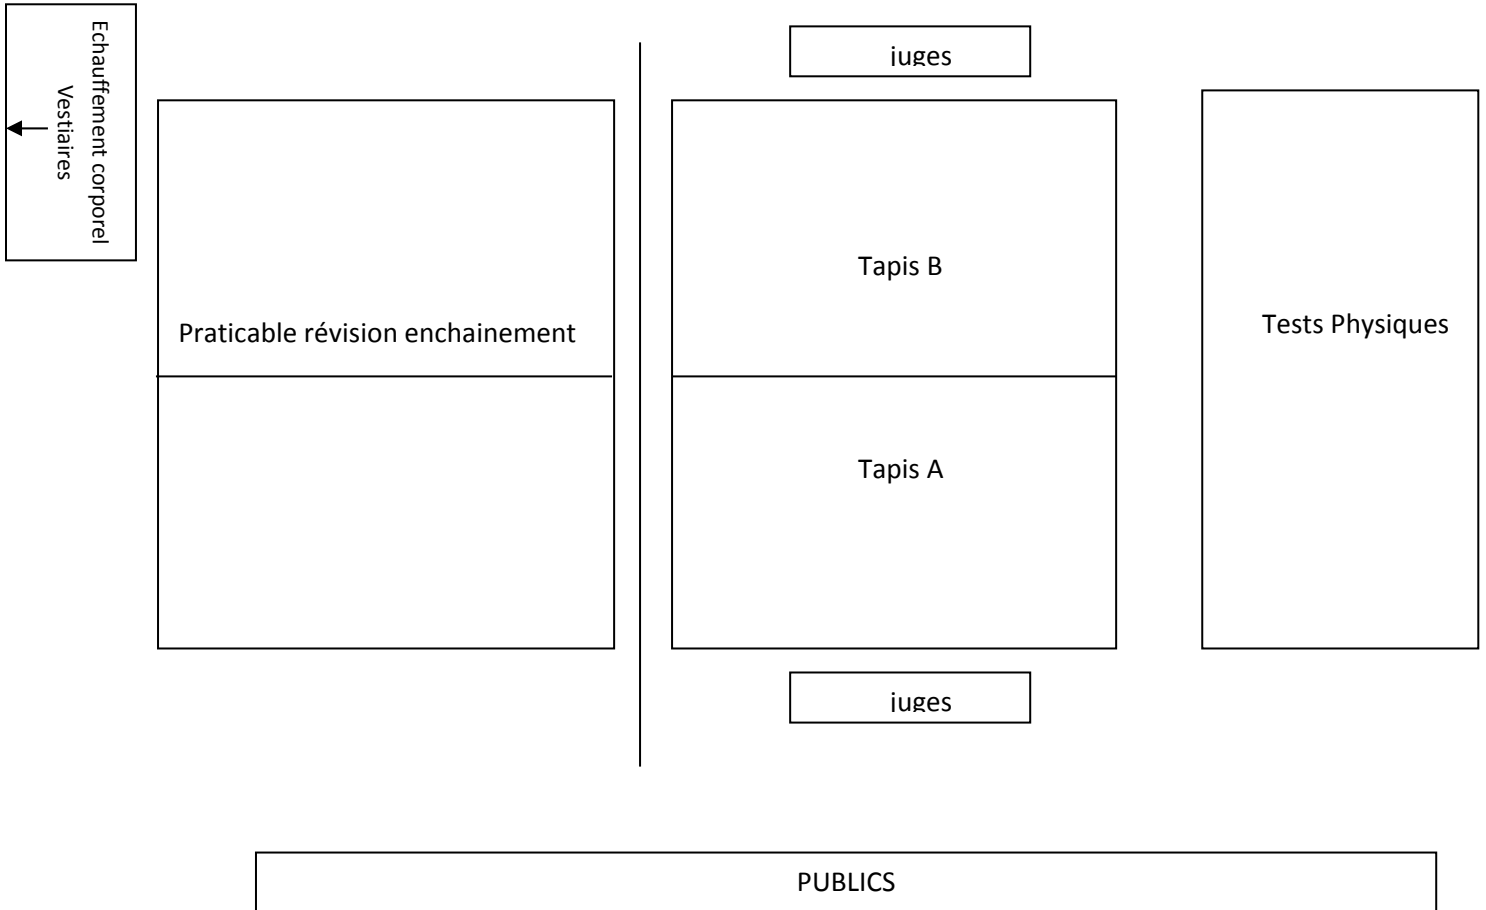 Echauffement corporel
Vestiaires
juges
Tapis B
Praticable révision enchainement
Tests Physiques
Tapis A
juges
PUBLICS